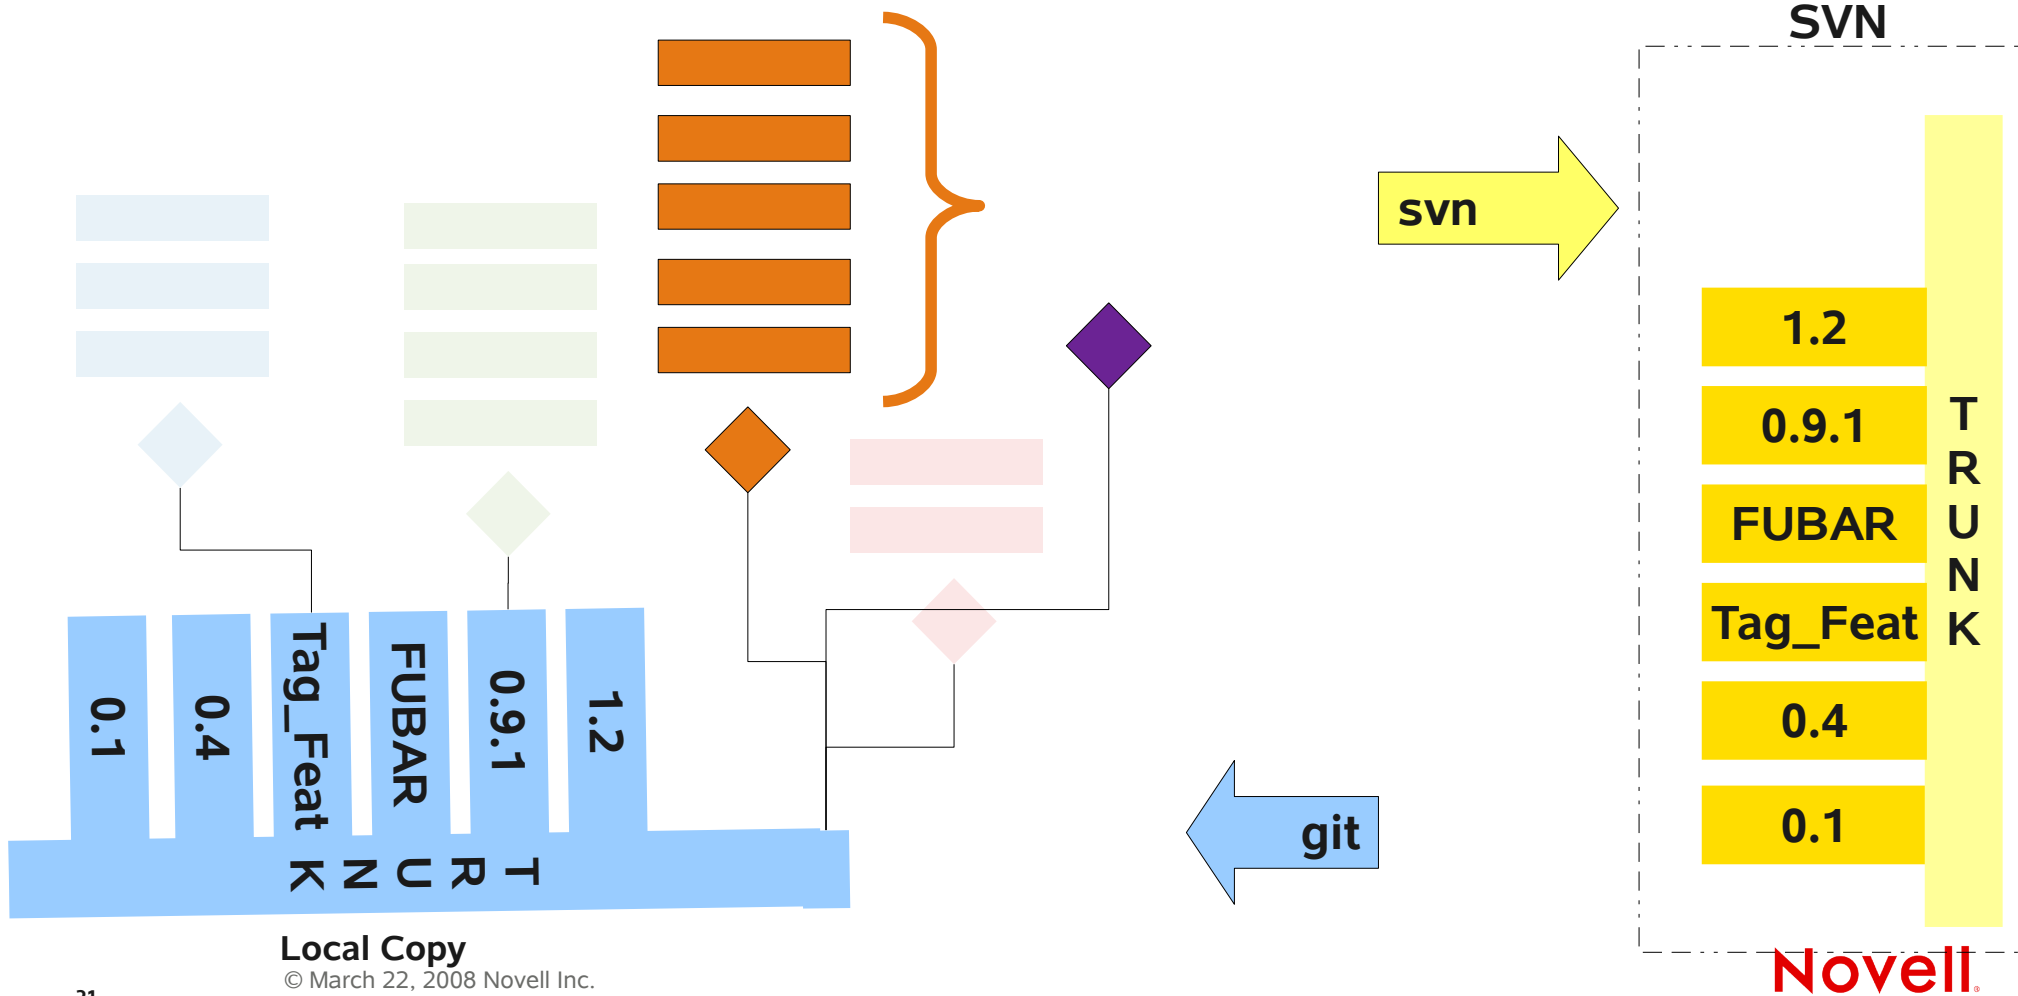 SVN
svn
1.2
0.9.1
FUBAR
Tag_Feat
0.4
0.1
T
R
U
N
K
0.1
0.4
Tag_Feat
FUBAR
0.9.1
1.2
T
R
U
N
K
git
Local Copy
© March 22, 2008 Novell Inc.
21
Novell®